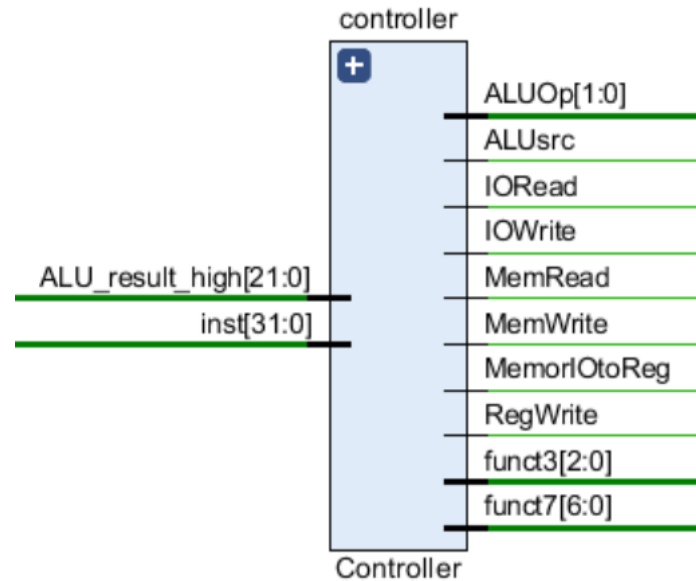 controller
ALUOp[1:0]
ALUsrc
IORead
IOWrite
ALU_result_high[21:0]
MemRead
inst[31:0]
MemWrite
MemorIOtoReg
RegWrite
funct3[2:0]
funct7[6:0]
Controller